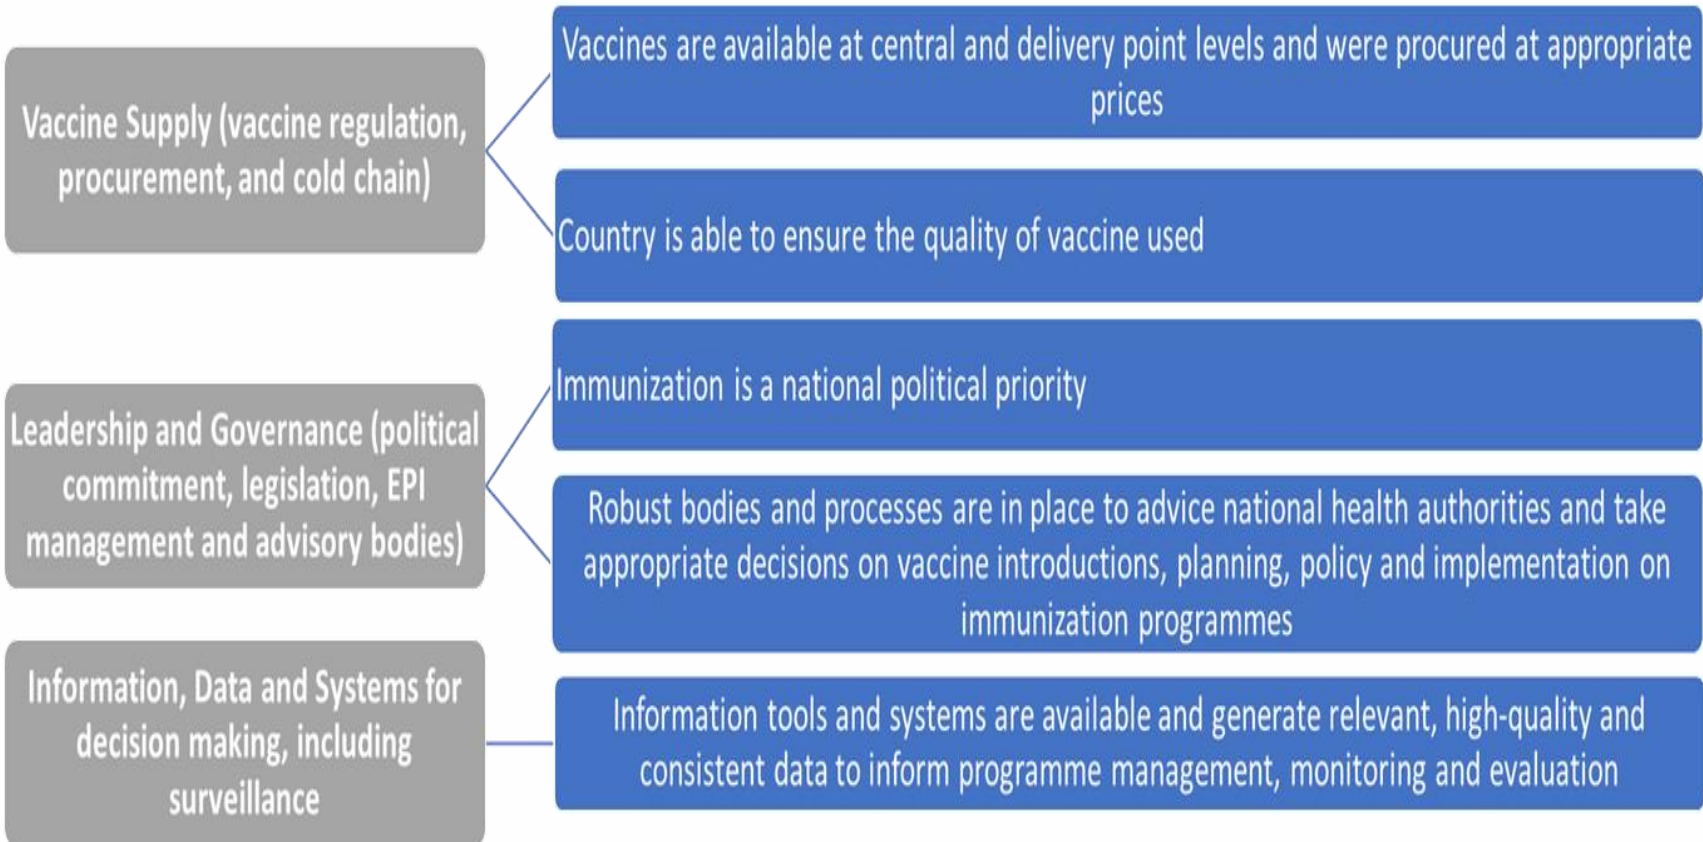 Vaccine Supply (vaccine regulation,
procurement, and cold chain)
Vaccines are available at central and delivery point levels and were procured at appropriate
prices
Country is able to ensure the quality of vaccine used
Leadership and Governance (political
commitment, legislation, EPI
management and advisory bodies)
Immunization is a national political priority
Robust bodies and processes are in place to advice national health authorities and take
appropriate decisions on vaccine introductions, planning, policy and implementation on
immunization programmes
Information, Data and Systems for
decision making, including
surveillance
Information tools and systems are available and generate relevant, high-quality and
consistent data to inform programme management, monitoring and evaluation